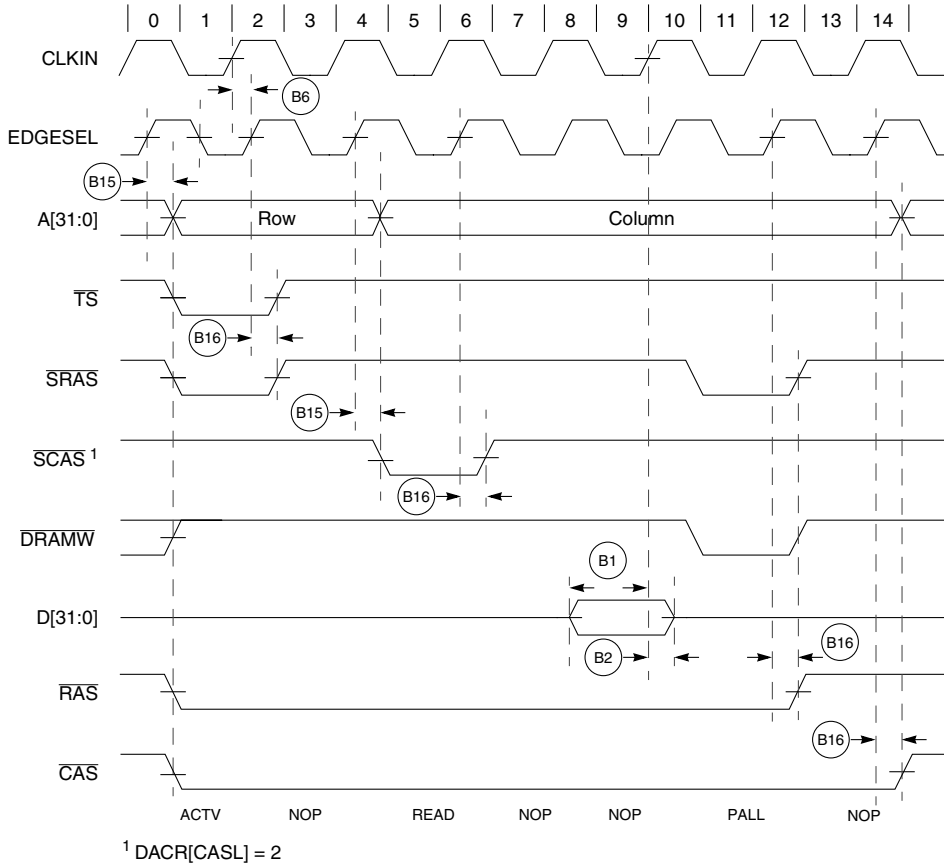 0 1 2 3 4 5 6 7 8 9 10 11 12 13 14
CLKIN
B6
EDGESEL
B15
A[31:0] Row Column
TS
B16
SRAS
B15
SCAS 1
B16
DRAMW
B1
D[31:0]
B2 B16
RAS
B16
CAS
ACTV NOP READ NOP NOP PALL NOP
1 DACR[CASL] = 2